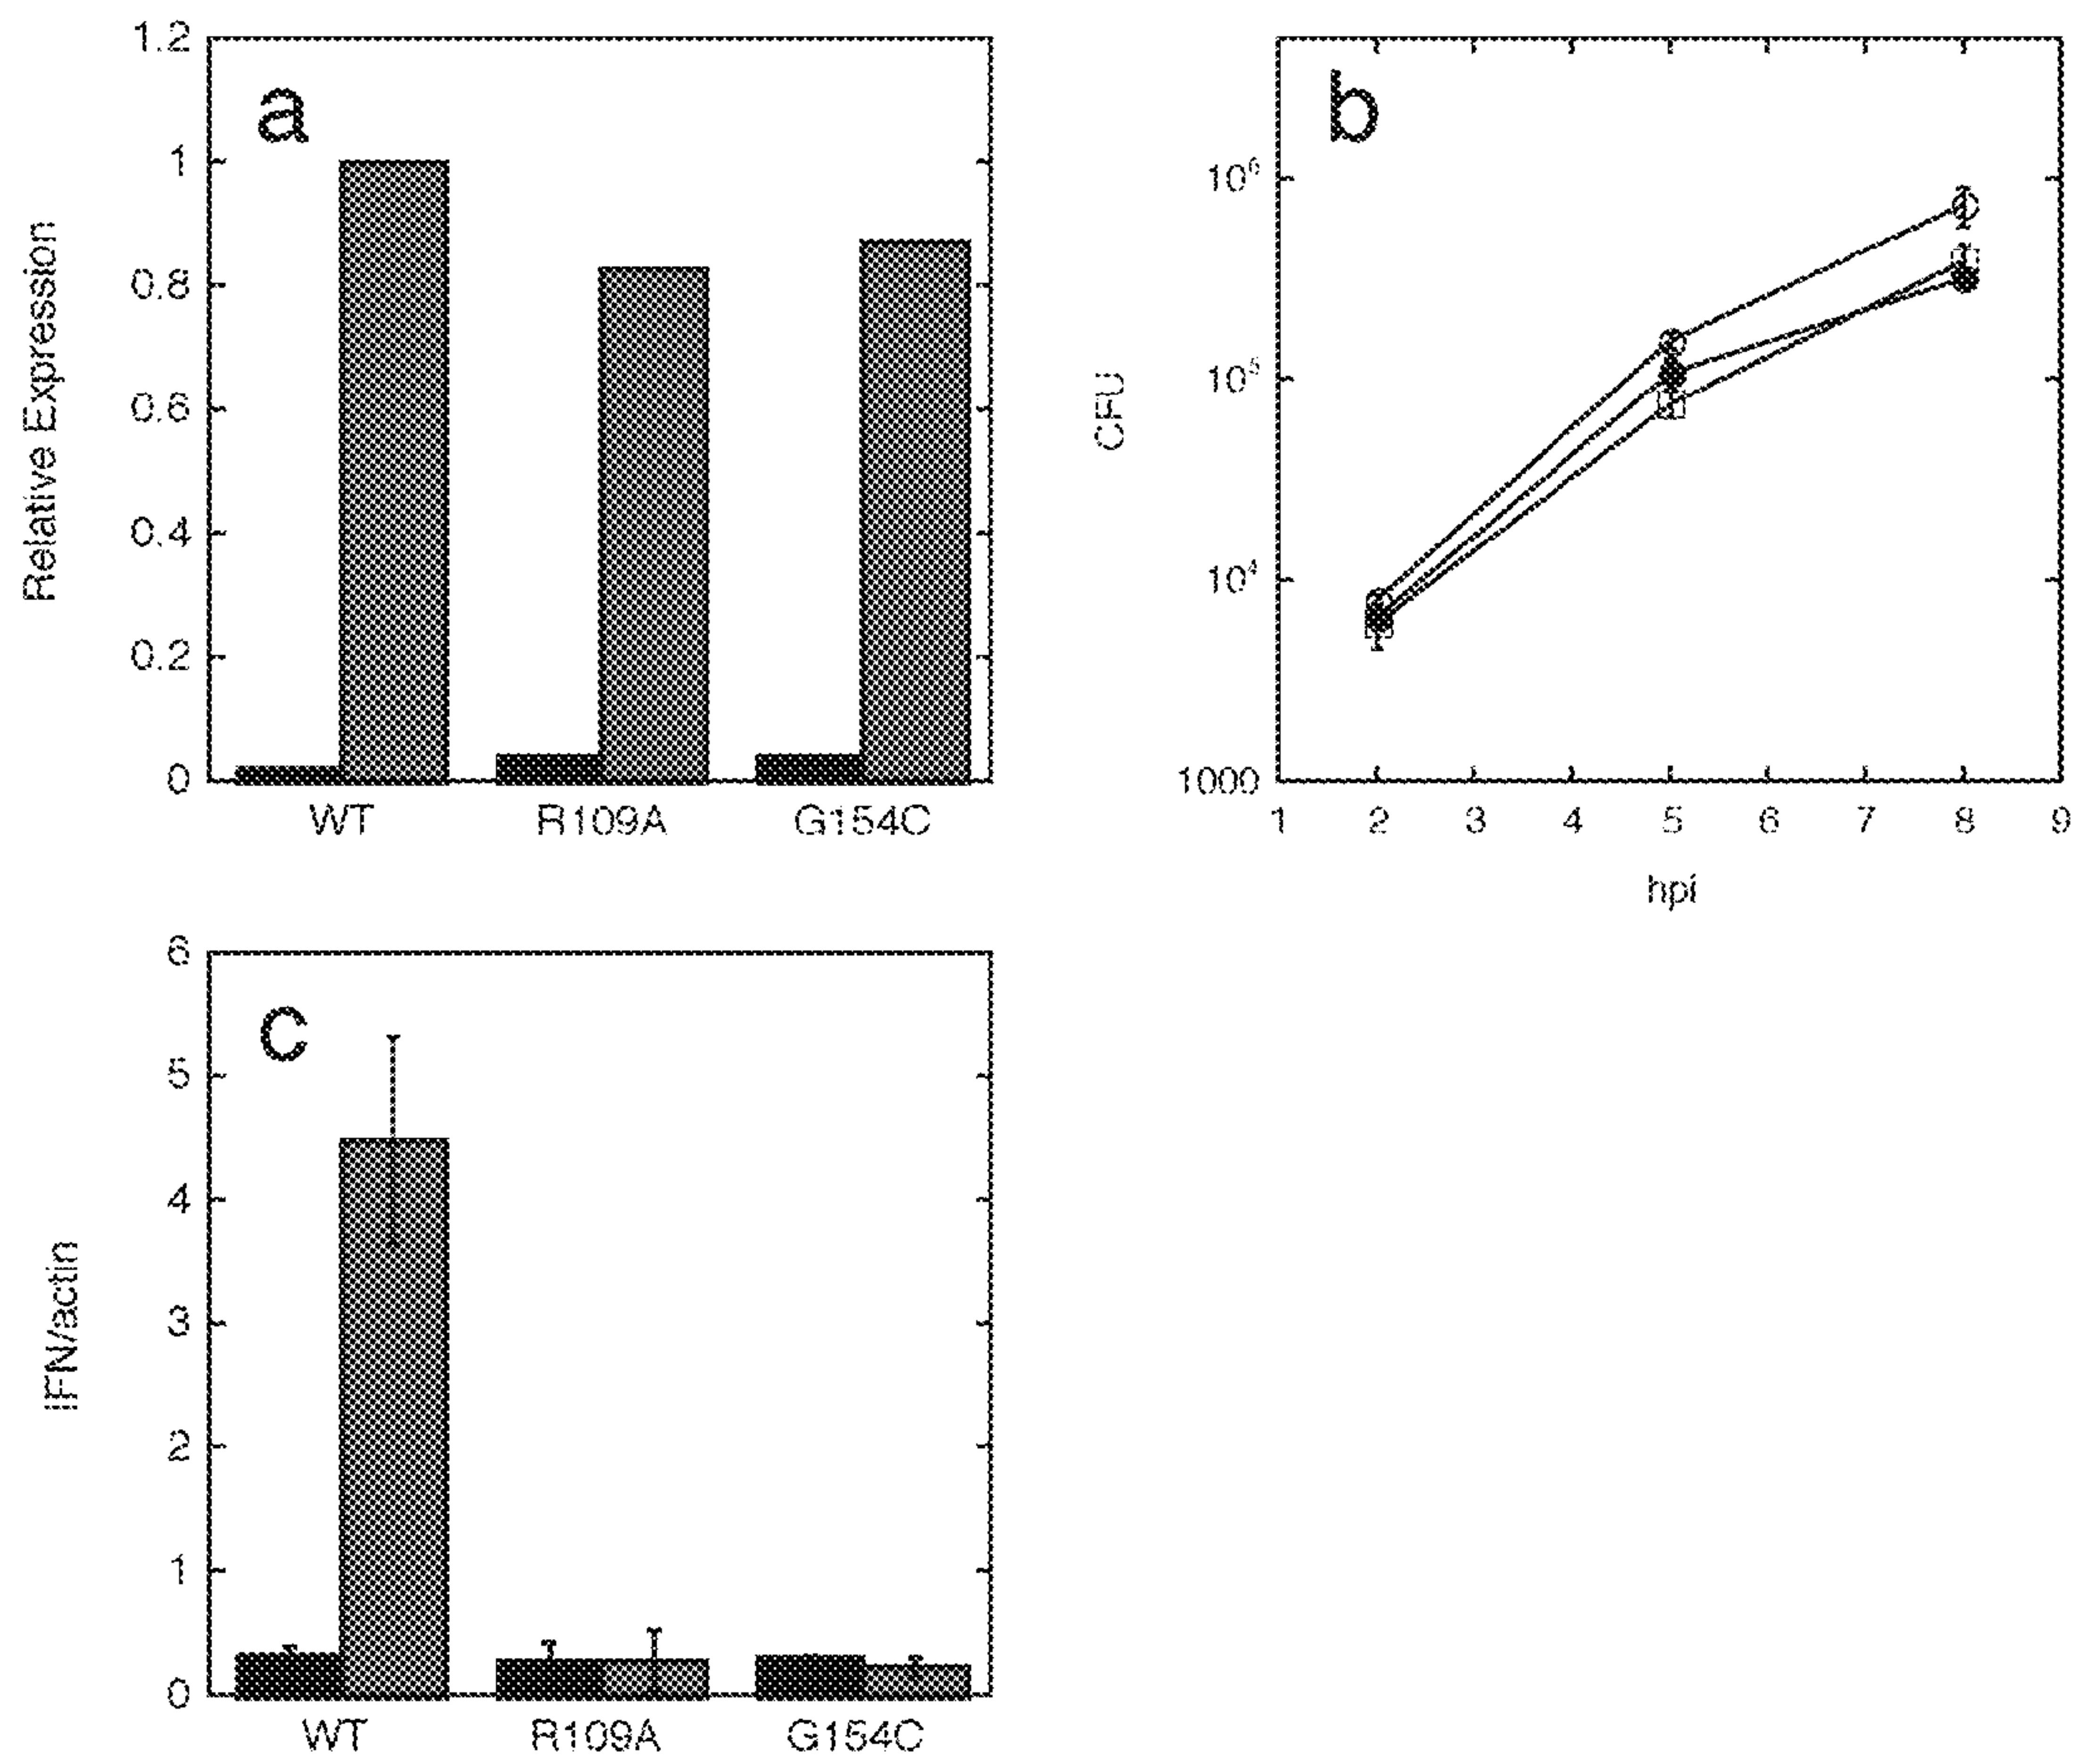 a
Relative Expression
1.2
1
0.8
0.6
0.4
0.2
0
WT R109A G154C
b
CFU
10⁶
10⁵
10⁴
1000
1 2 3 4 5 6 7 8 9
hpi
c
IFN/actin
6
5
4
3
2
1
0
WT R109A G154C